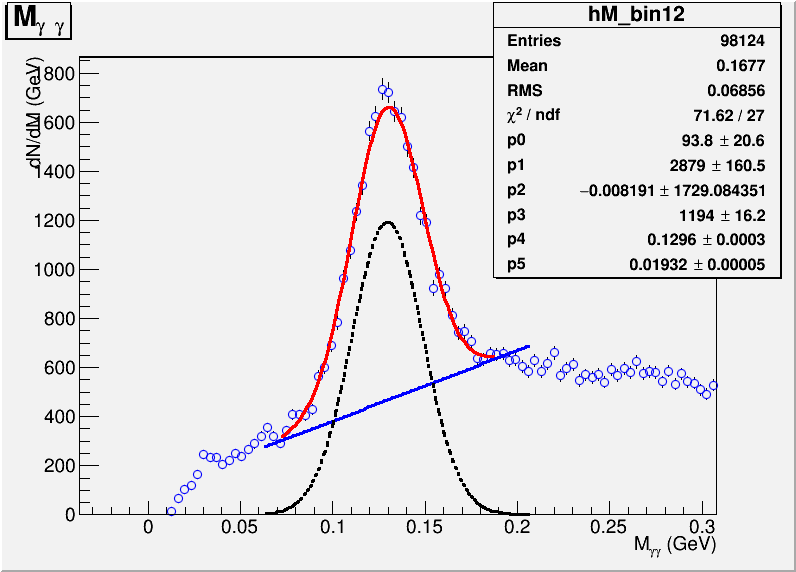 M_γ γ
hM_bin12
Entries 98124
Mean 0.1677
RMS 0.06856
χ² / ndf 71.62 / 27
p0 93.8 ± 20.6
p1 2879 ± 160.5
p2 −0.008191 ± 1729.084351
p3 1194 ± 16.2
p4 0.1296 ± 0.0003
p5 0.01932 ± 0.00005
dN/dM (GeV)
1800
1600
1400
1200
1000
800
600
400
200
0
0 0.05 0.1 0.15 0.2 0.25 0.3
M_γγ (GeV)